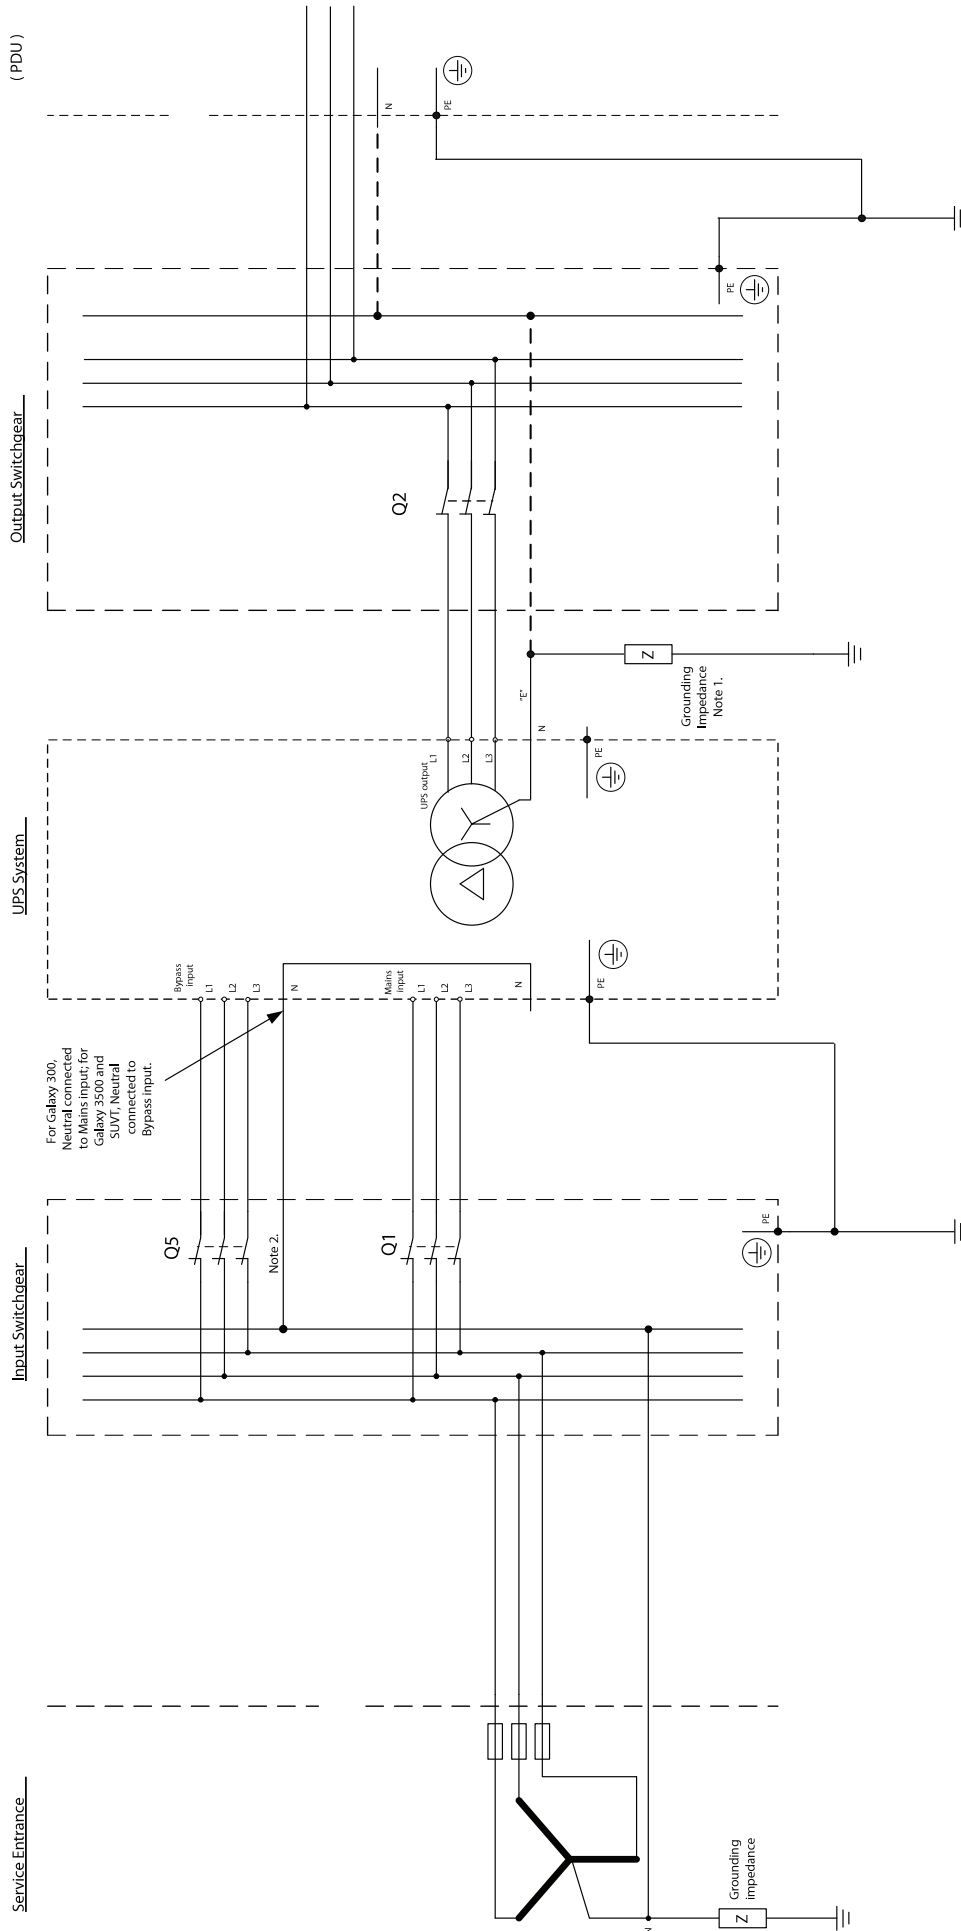 Service Entrance
Input Switchgear
UPS System
Output Switchgear
( PDU )
Grounding
impedance
Z
N
Q5
Note 2.
Q1
PE
For Galaxy 300,
Neutral connected
to Mains input; for
Galaxy 3500 and
SUVT, Neutral
connected to
Bypass input.
Bypass
input
L1
L2
L3
N
Mains
input
L1
L2
L3
N
PE
UPS output
L1
L2
L3
N
"E"
PE
Z
Grounding
Impedance
Note 1.
Q2
PE
N
PE